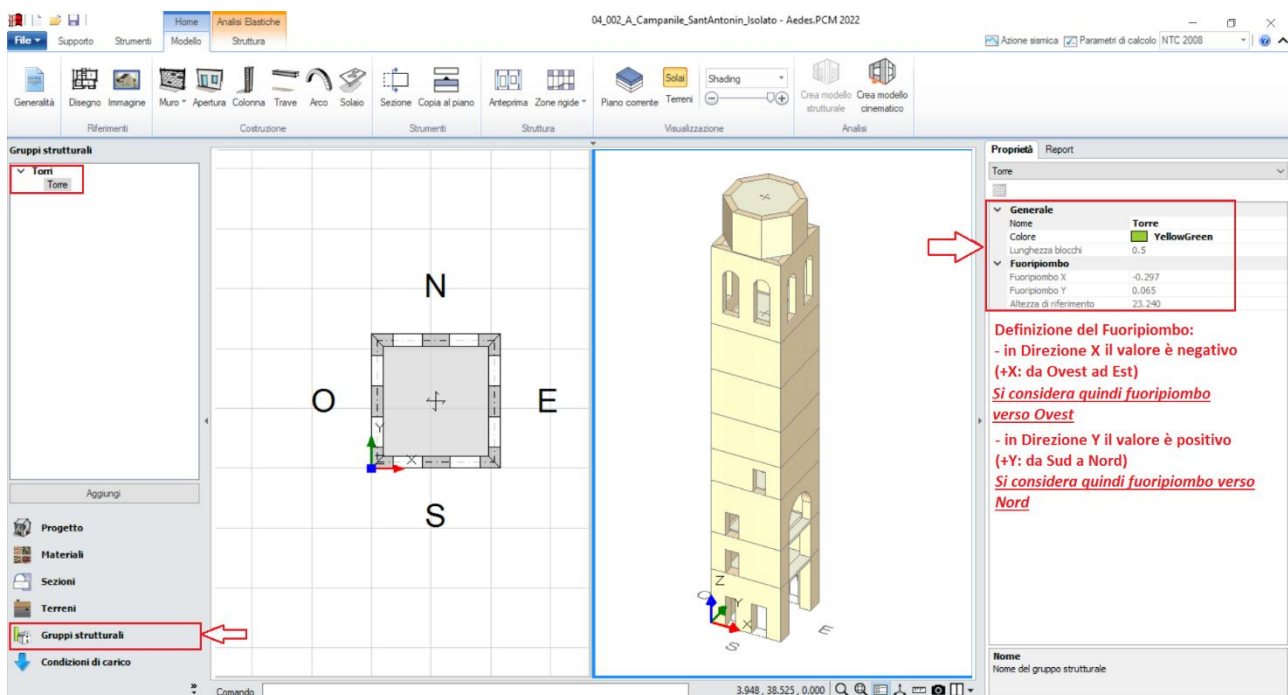 04_002_A_Campanile_SantAntonin_Isolato - Aedes.PCM 2022
Home
Analisi Elastiche
File
Supporto
Strumenti
Modello
Struttura
Azione sismica
Parametri di calcolo
NTC 2008
Generalità
Disegno
Immagine
Muro
Apertura
Colonna
Trave
Arco
Solaio
Sezione
Copia al piano
Anteprima
Zone rigide
Piano corrente
Solai
Terreni
Shading
Crea modello strutturale
Crea modello cinematico
Riferimenti
Costruzione
Strumenti
Struttura
Visualizzazione
Analisi
Gruppi strutturali
Torri
Torre
Aggiungi
Progetto
Materiali
Sezioni
Terreni
Gruppi strutturali
Condizioni di carico
N
O
E
S
Y
Z
X
Z
Y
X
O
S
E
Comando
3.948 , 38.525 , 0.000
Proprietà
Report
Torre
Generale
Nome Torre
Colore YellowGreen
Lunghezza blocchi 0.5
Fuoripiombo
Fuoripiombo X -0.297
Fuoripiombo Y 0.065
Altezza di riferimento 23.240
Definizione del Fuoripiombo:
- in Direzione X il valore è negativo
(+X: da Ovest ad Est)
Si considera quindi fuoripiombo
verso Ovest
- in Direzione Y il valore è positivo
(+Y: da Sud a Nord)
Si considera quindi fuoripiombo verso
Nord
Nome
Nome del gruppo strutturale